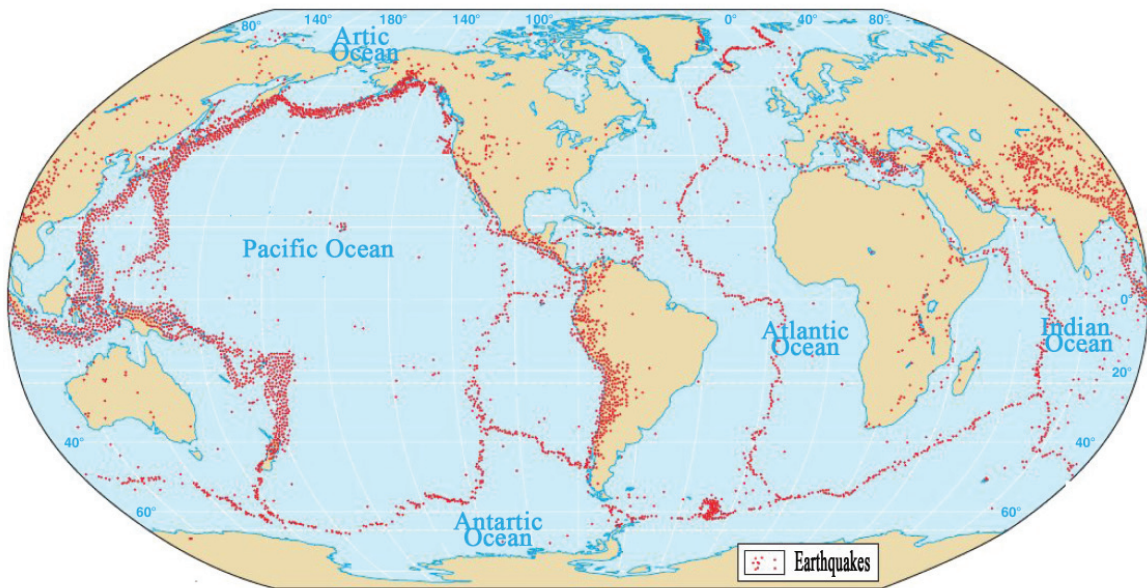 80° 140° 180° 140° 100° 0° 40° 80°
Artic
Ocean
Pacific Ocean
Atlantic
Ocean
0°
Indian
Ocean
20°
40° 40°
60° 60°
Antartic
Ocean
Earthquakes